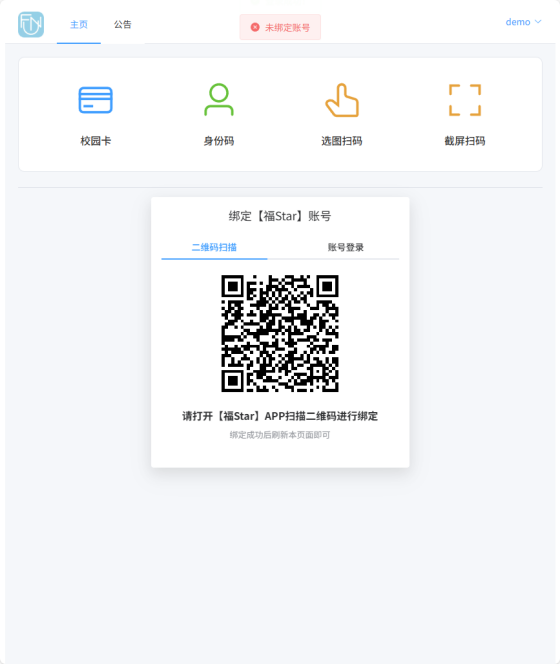 FNU
主页
公告
未绑定账号
demo
校园卡
身份码
选图扫码
截屏扫码
绑定【福Star】账号
二维码扫描
账号登录
请打开【福Star】APP扫描二维码进行绑定
绑定成功后刷新本页面即可